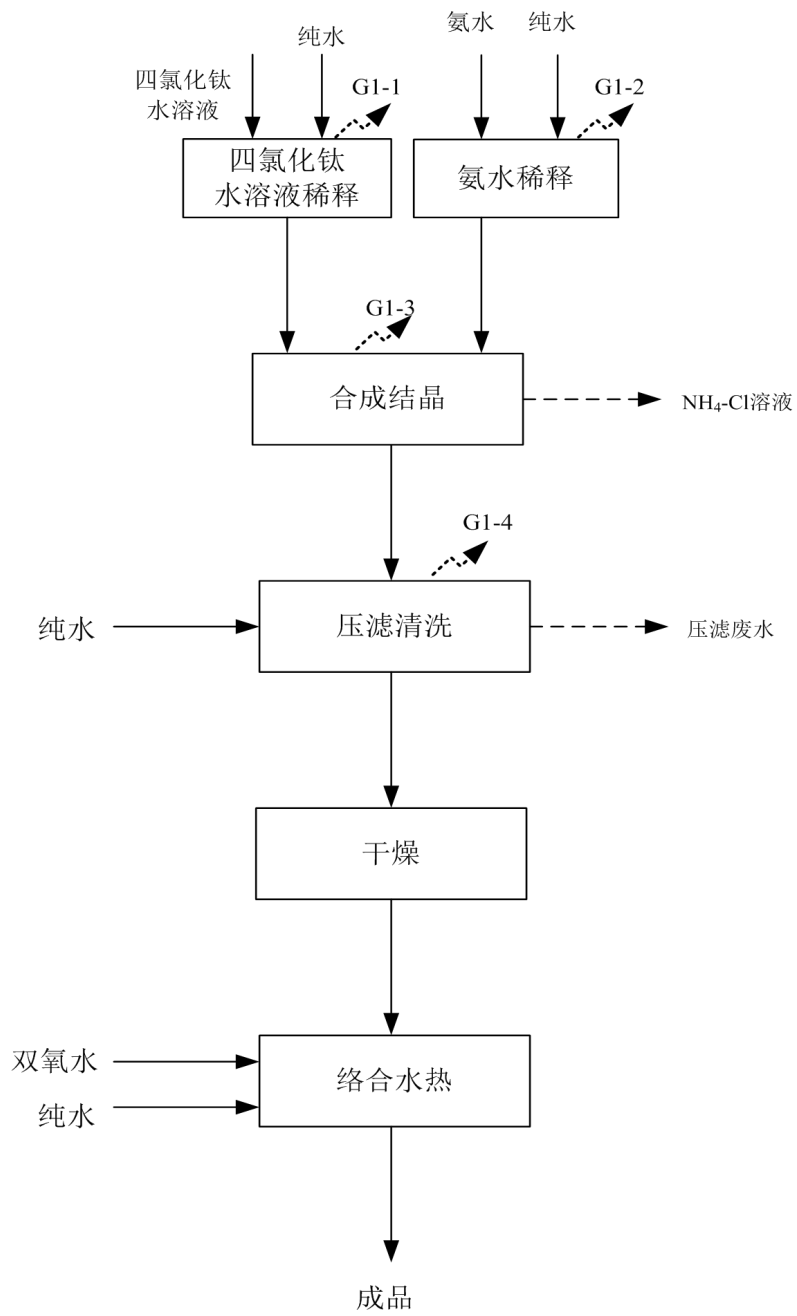 纯水
氨水
纯水
四氯化钛
水溶液
G1-1
G1-2
四氯化钛
水溶液稀释
氨水稀释
G1-3
合成结晶
NH₄-Cl溶液
G1-4
纯水
压滤清洗
压滤废水
干燥
双氧水
纯水
络合水热
成品